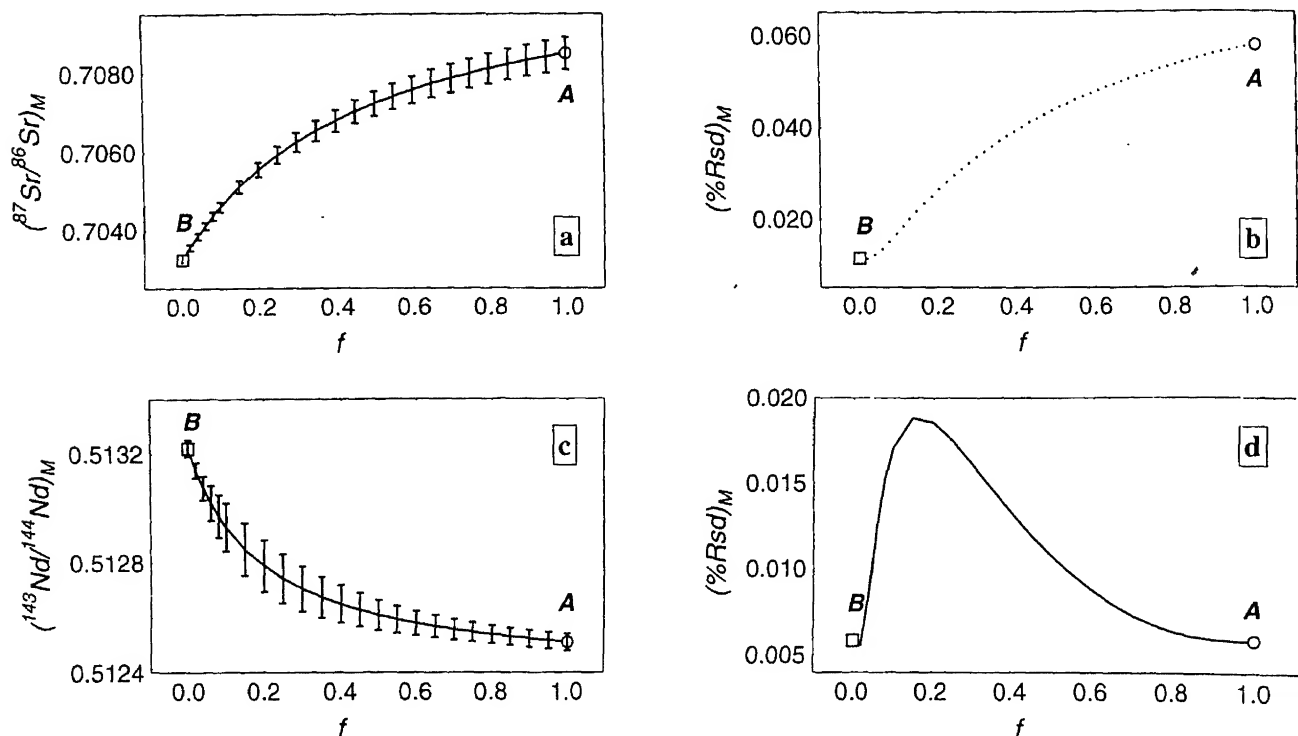 (⁸⁷Sr/⁸⁶Sr)M
0.7080
0.7060
0.7040
B
A
a
0.0 0.2 0.4 0.6 0.8 1.0
f
(%Rsd)M
0.060
0.040
0.020
B
A
b
0.0 0.2 0.4 0.6 0.8 1.0
f
(¹⁴³Nd/¹⁴⁴Nd)M
0.5132
0.5128
0.5124
B
A
c
0.0 0.2 0.4 0.6 0.8 1.0
f
(%Rsd)M
0.020
0.015
0.010
0.005
B
A
d
0.0 0.2 0.4 0.6 0.8 1.0
f